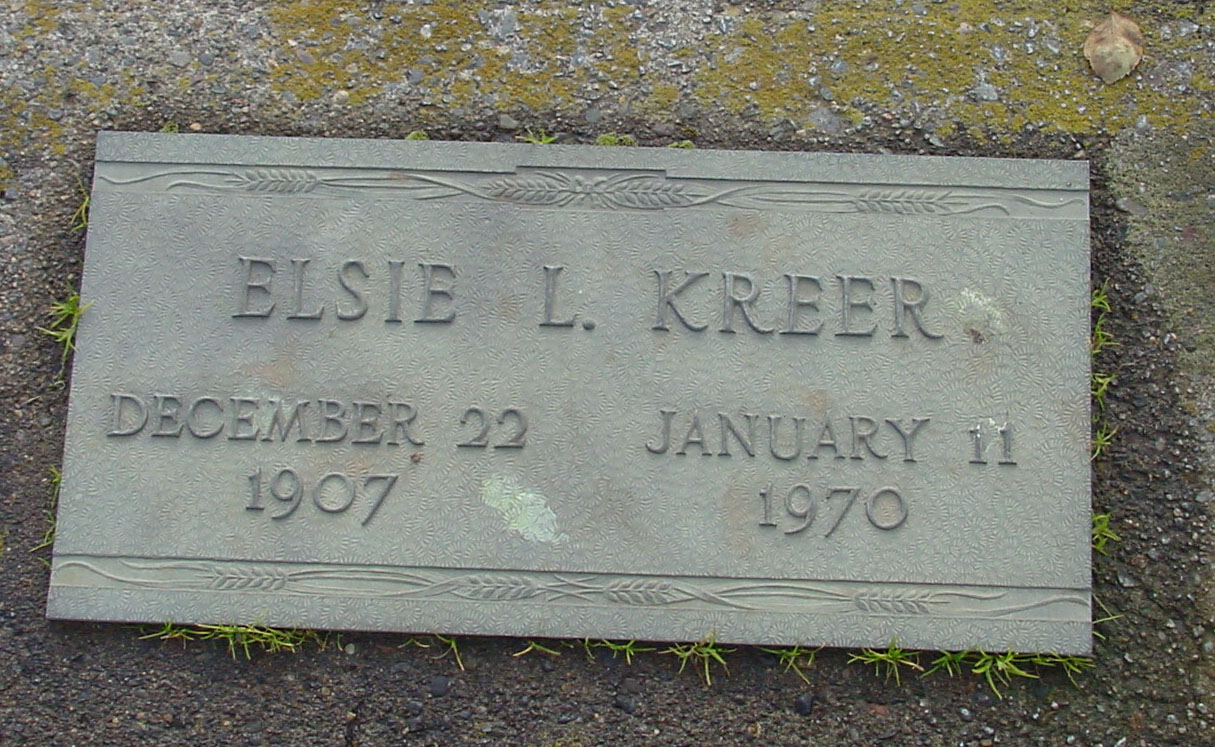 ELSIE L. KREER
DECEMBER 22 JANUARY 11
1907 1970